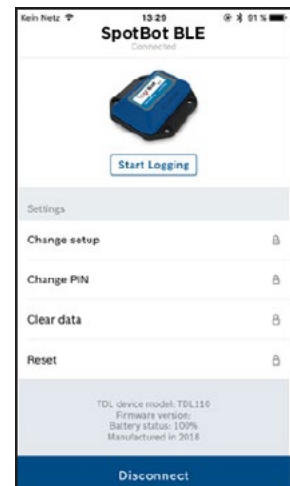 Kein Netz 13:29 91 %
SpotBot BLE
Connected
Start Logging
Settings
Change setup
Change PIN
Clear data
Reset
TDL device model: TDL110
Firmware version:
Battery status: 100%
Manufactured in 2018
Disconnect